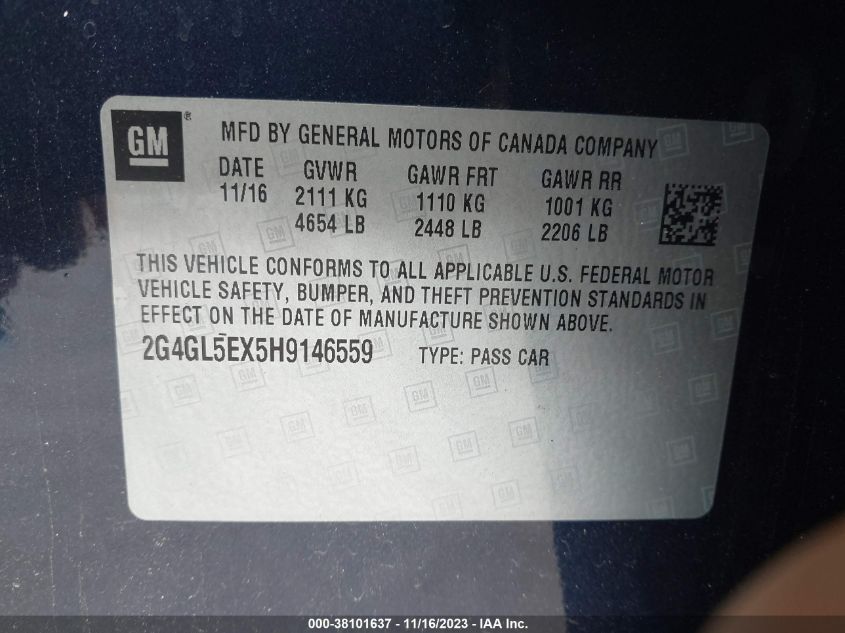 GM ®
MFD BY GENERAL MOTORS OF CANADA COMPANY
DATE GVWR GAWR FRT GAWR RR
11/16 2111 KG 1110 KG 1001 KG
4654 LB 2448 LB 2206 LB
THIS VEHICLE CONFORMS TO ALL APPLICABLE U.S. FEDERAL MOTOR
VEHICLE SAFETY, BUMPER, AND THEFT PREVENTION STANDARDS IN
EFFECT ON THE DATE OF MANUFACTURE SHOWN ABOVE.
2G4GL5EX5H9146559 TYPE: PASS CAR
000-38101637 - 11/16/2023 - IAA Inc.